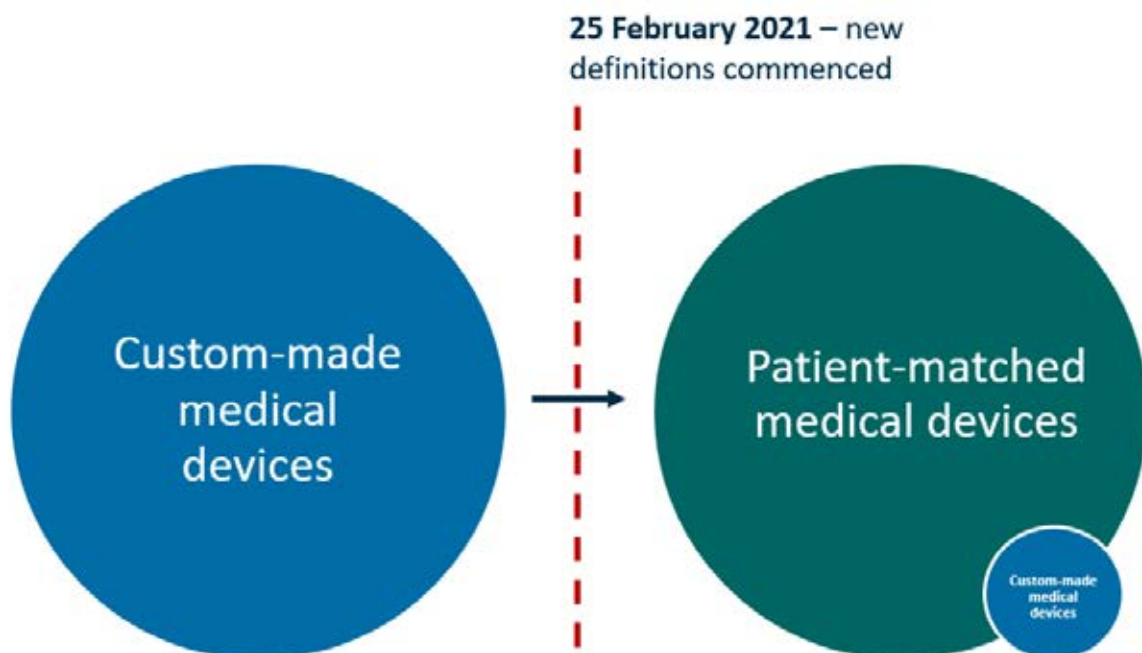 25 February 2021 – new
definitions commenced
Custom-made
medical
devices
Patient-matched
medical devices
Custom-made
medical
devices